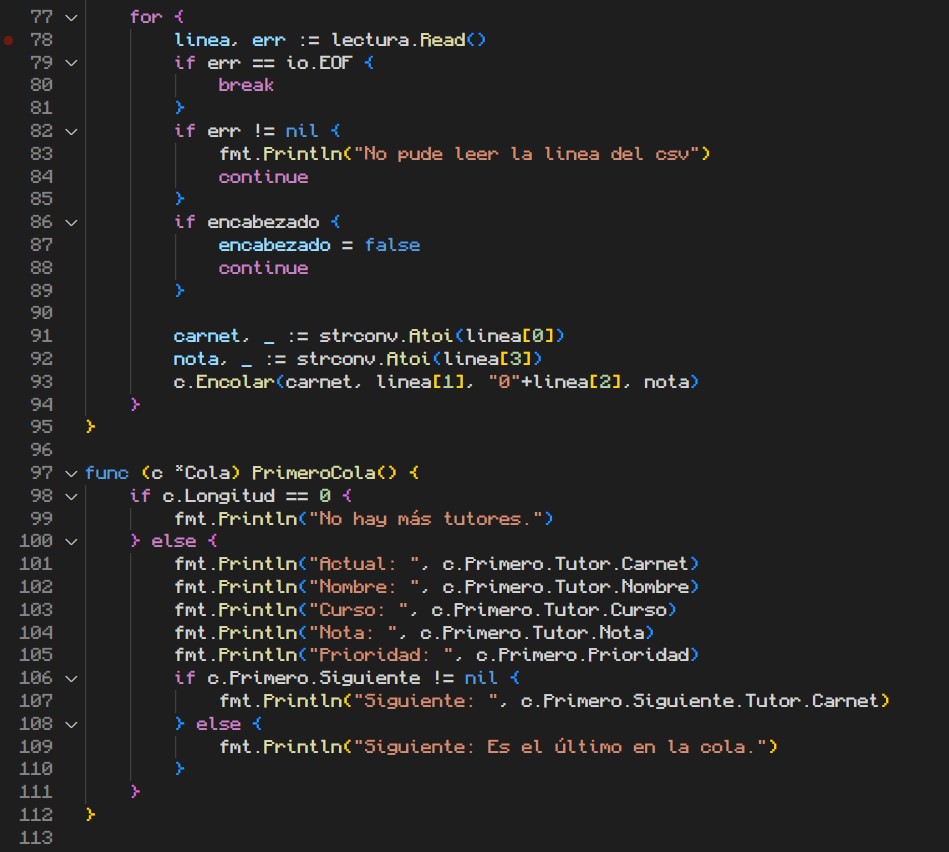 77 for {
78 linea, err := lectura.Read()
79 if err == io.EOF {
80 break
81 }
82 if err != nil {
83 fmt.Println("No pude leer la linea del csv")
84 continue
85 }
86 if encabezado {
87 encabezado = false
88 continue
89 }
90
91 carnet, _ := strconv.Atoi(linea[0])
92 nota, _ := strconv.Atoi(linea[3])
93 c.Encolar(carnet, linea[1], "0"+linea[2], nota)
94 }
95 }
96
97 func (c *Cola) PrimeroCola() {
98 if c.Longitud == 0 {
99 fmt.Println("No hay más tutores.")
100 } else {
101 fmt.Println("Actual: ", c.Primero.Tutor.Carnet)
102 fmt.Println("Nombre: ", c.Primero.Tutor.Nombre)
103 fmt.Println("Curso: ", c.Primero.Tutor.Curso)
104 fmt.Println("Nota: ", c.Primero.Tutor.Nota)
105 fmt.Println("Prioridad: ", c.Primero.Prioridad)
106 if c.Primero.Siguiente != nil {
107 fmt.Println("Siguiente: ", c.Primero.Siguiente.Tutor.Carnet)
108 } else {
109 fmt.Println("Siguiente: Es el último en la cola.")
110 }
111 }
112 }
113